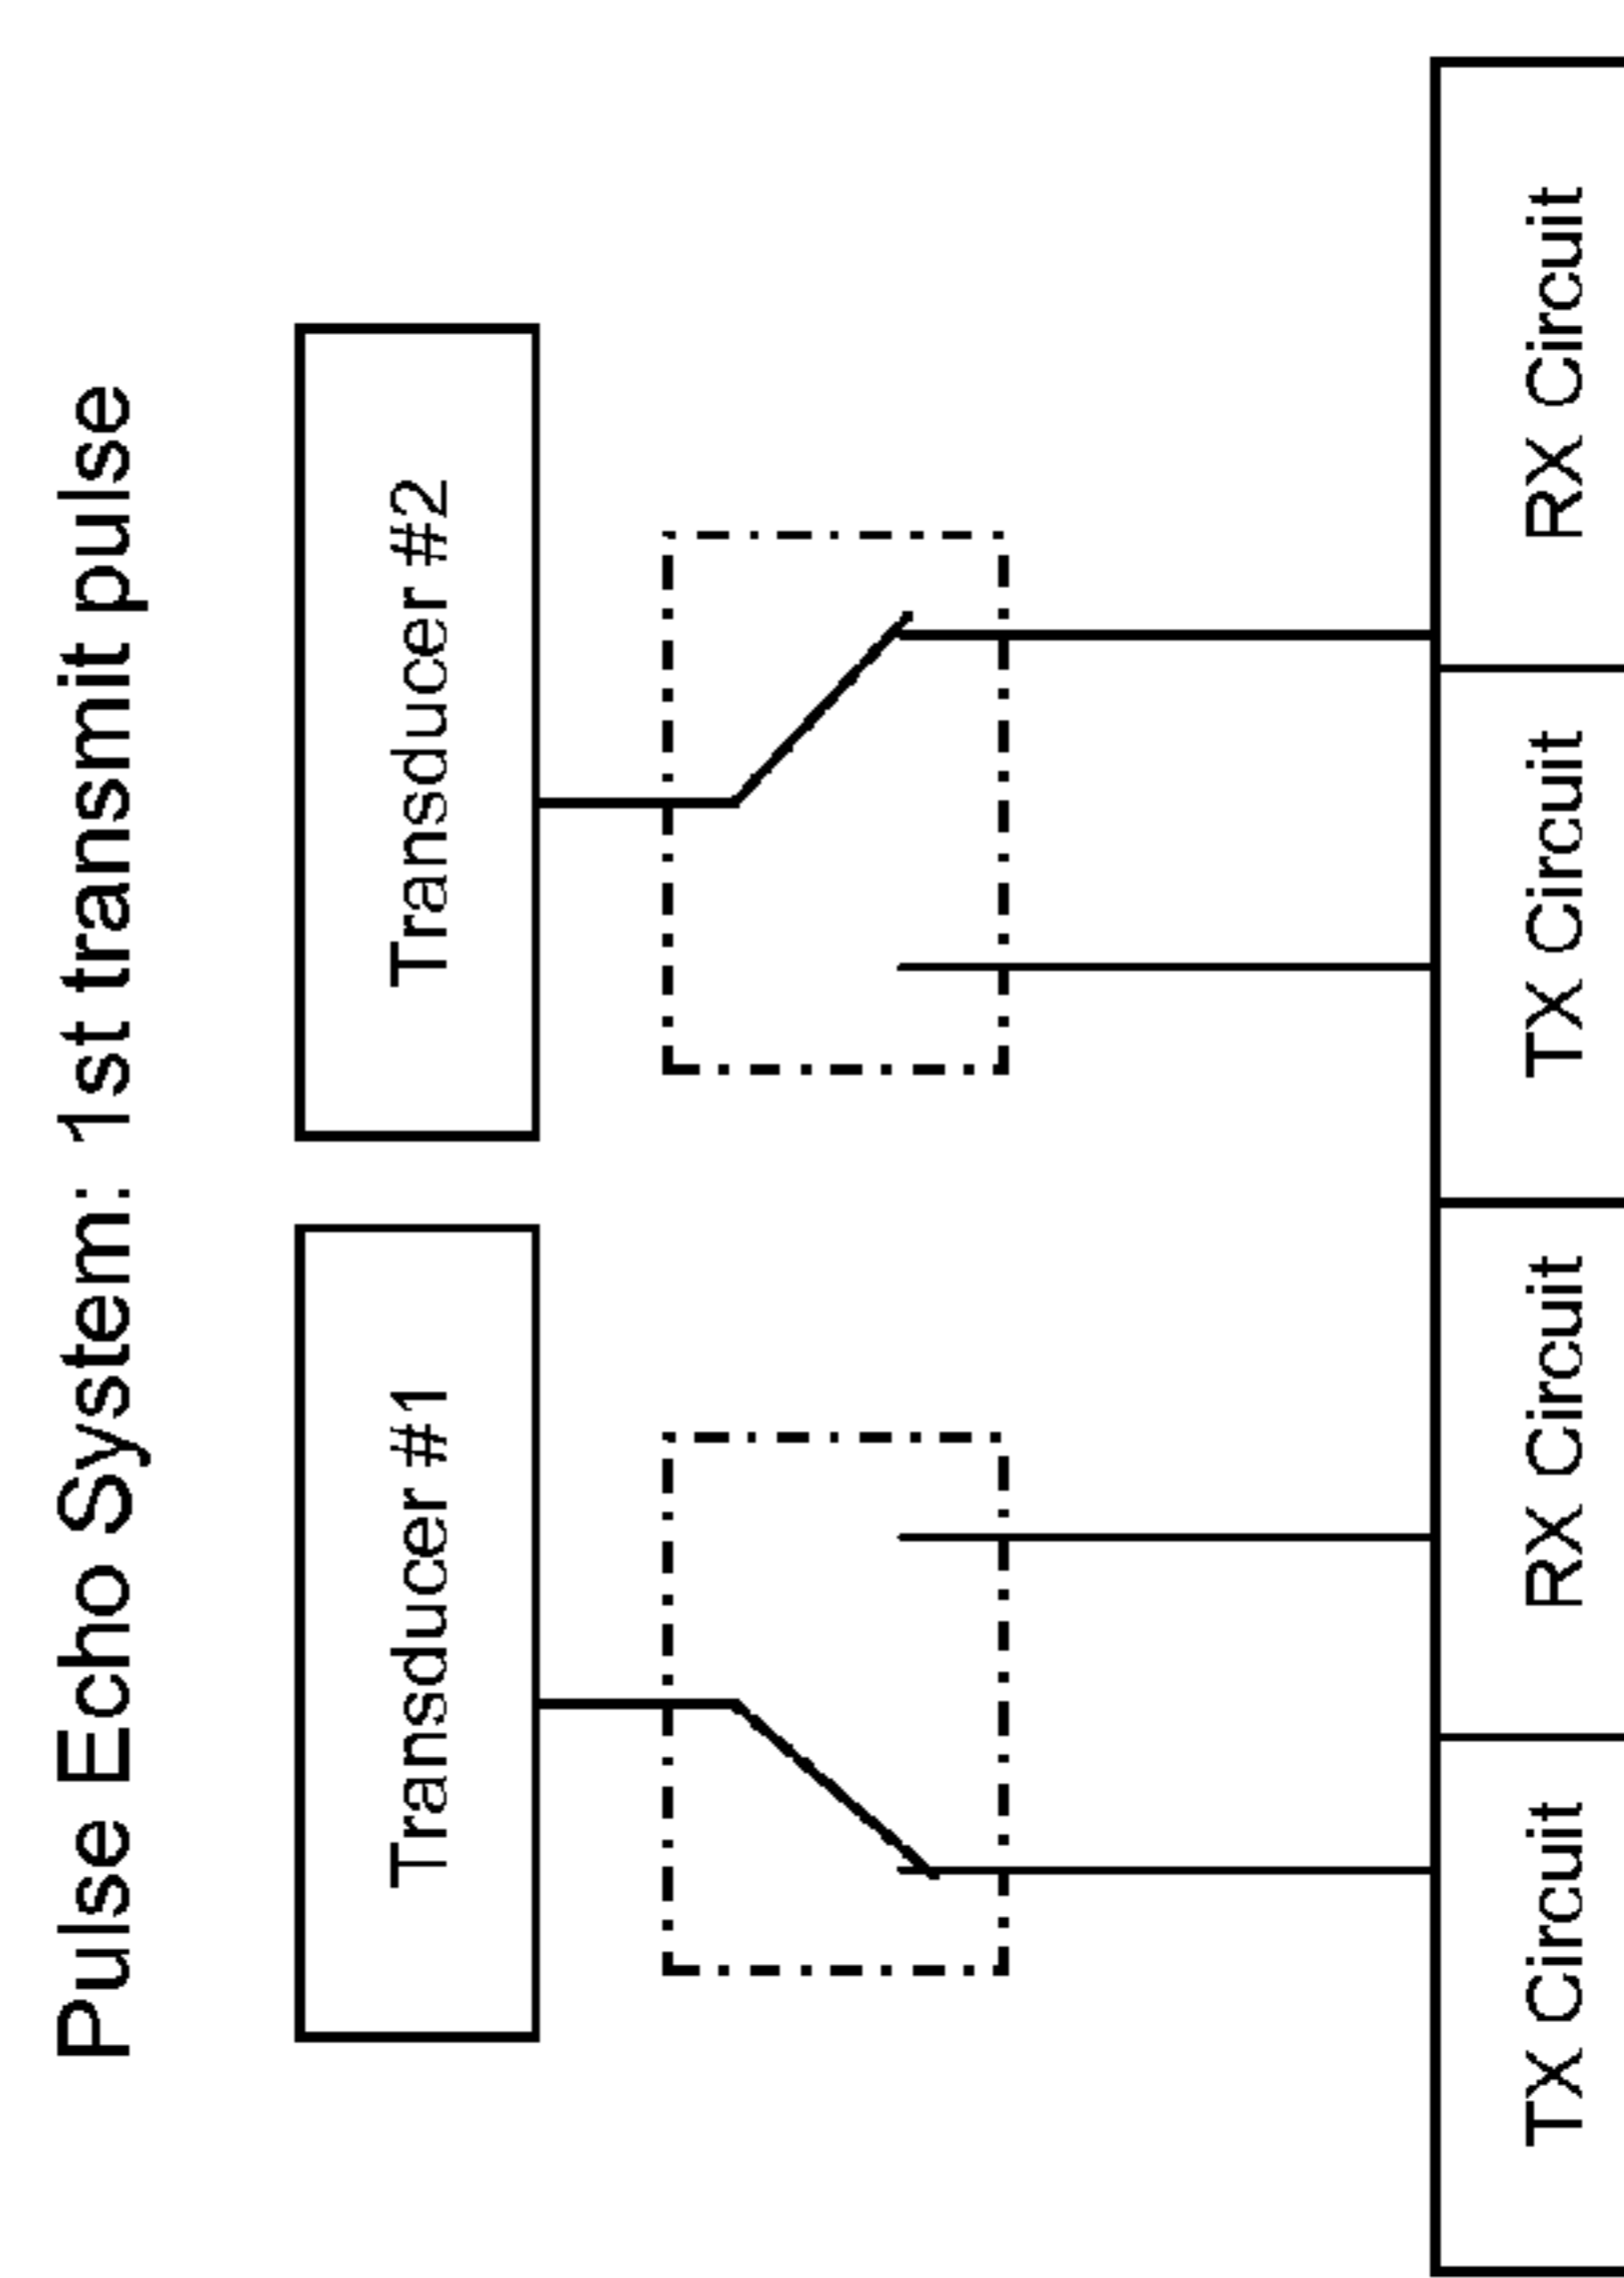 Pulse Echo System: 1st transmit pulse
Transducer #1
Transducer #2
TX Circuit
RX Circuit
TX Circuit
RX Circuit